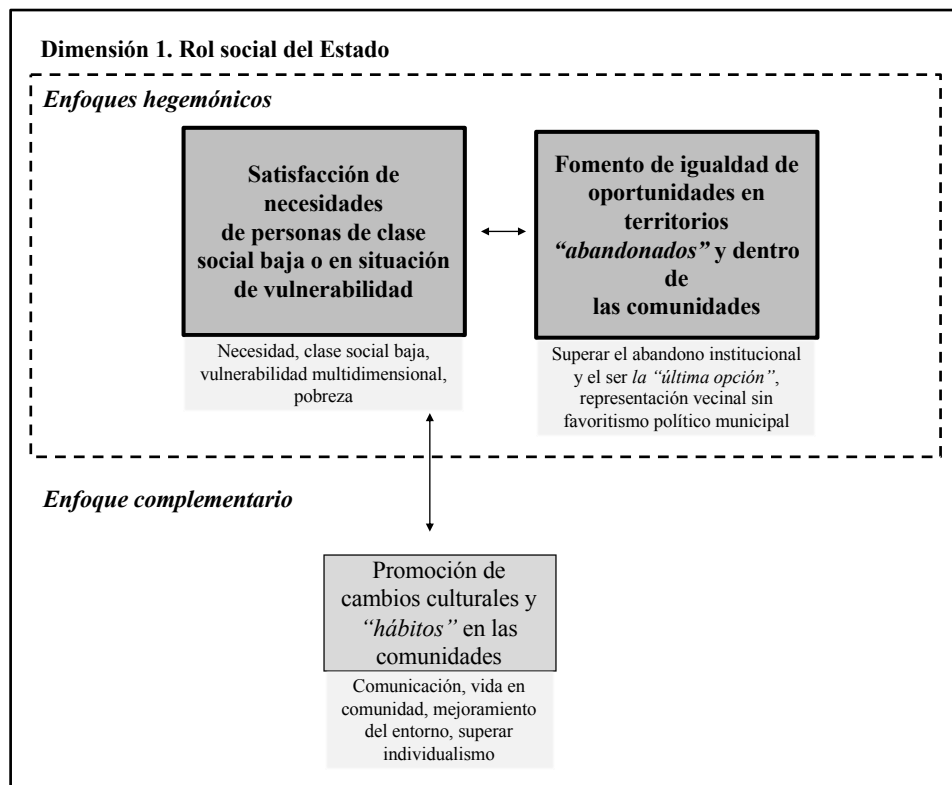 Dimensión 1. Rol social del Estado
Enfoques hegemónicos
Satisfacción de
necesidades
de personas de clase
social baja o en situación
de vulnerabilidad
Necesidad, clase social baja,
vulnerabilidad multidimensional,
pobreza
Fomento de igualdad de
oportunidades en
territorios
“abandonados” y dentro
de
las comunidades
Superar el abandono institucional
y el ser la “última opción”,
representación vecinal sin
favoritismo político municipal
Enfoque complementario
Promoción de
cambios culturales y
“hábitos” en las
comunidades
Comunicación, vida en
comunidad, mejoramiento
del entorno, superar
individualismo